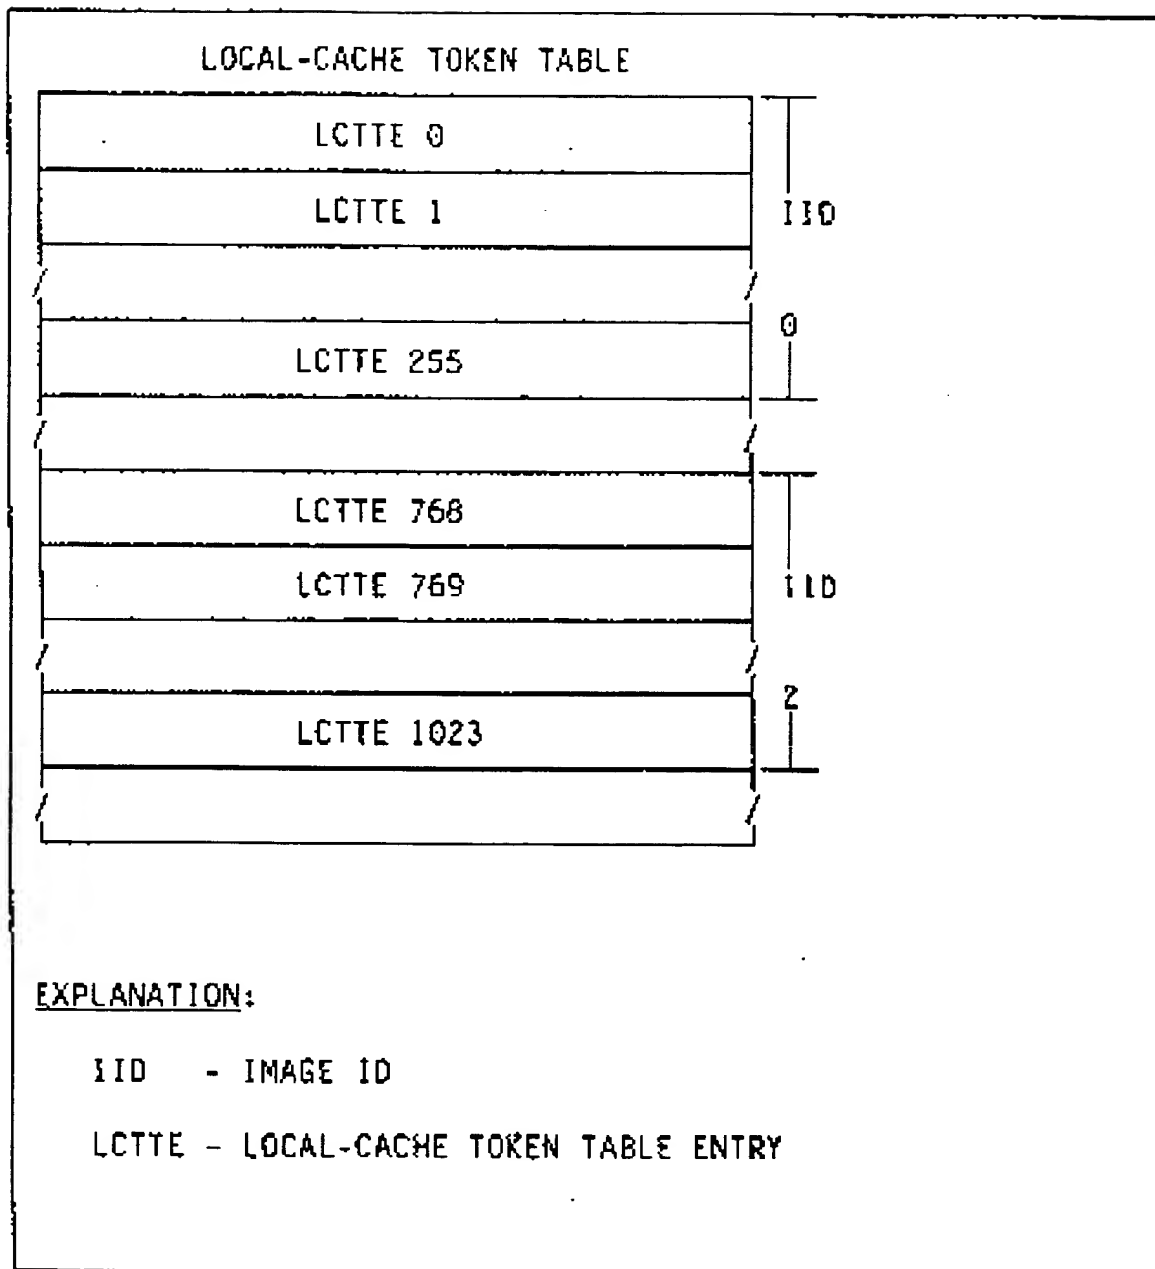 LOCAL-CACHE TOKEN TABLE
LCTTE 0
LCTTE 1
IID
0
LCTTE 255
LCTTE 768
LCTTE 769
IID
2
LCTTE 1023
EXPLANATION:
IID - IMAGE ID
LCTTE - LOCAL-CACHE TOKEN TABLE ENTRY